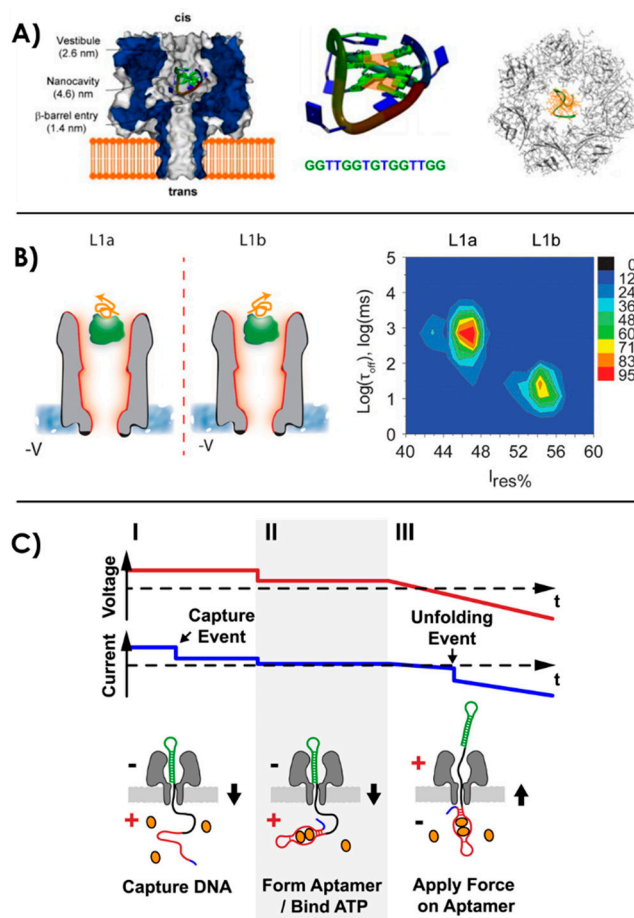 A)
cis
Vestibule
(2.6 nm)
Nanocavity
(4.6) nm
β-barrel entry
(1.4 nm)
trans
GGTTGGTGTGGTTGG
B)
L1a
L1b
-V
-V
L1a
L1b
Log(τoff), log(ms)
5
4
3
2
1
0
40
44
48
52
56
60
Ires%
0
12
24
36
48
60
71
83
95
C)
I
II
III
Voltage
t
Capture
Event
Unfolding
Event
Current
t
-
+
-
+
+
-
Capture DNA
Form Aptamer
/ Bind ATP
Apply Force
on Aptamer